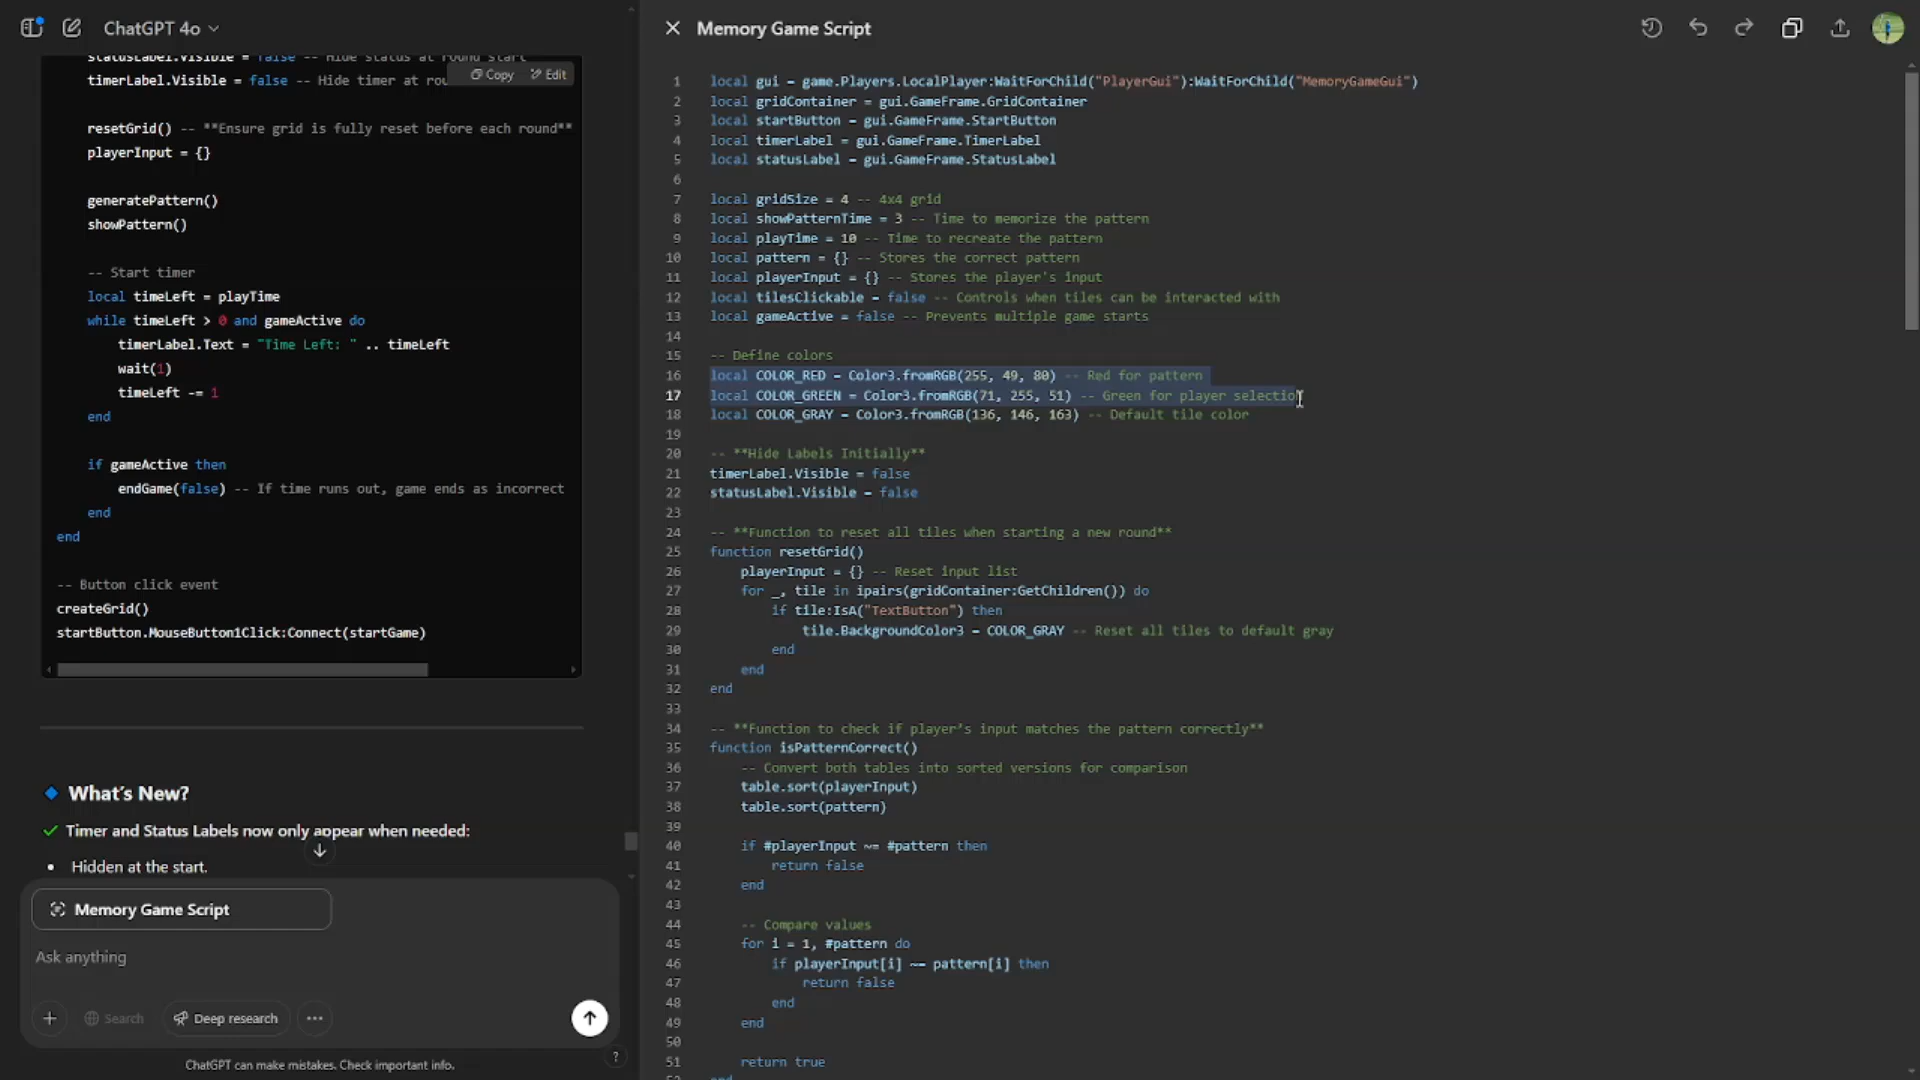 ChatGPT 4o
statusLabel.Visible = false -- Hide status at round start
timerLabel.Visible = false -- Hide timer at rou
Copy
Edit
resetGrid() -- **Ensure grid is fully reset before each round**
playerInput = {}
generatePattern()
showPattern()
-- Start timer
local timeLeft = playTime
while timeLeft > 0 and gameActive do
timerLabel.Text = "Time Left: " .. timeLeft
wait(1)
timeLeft -= 1
end
if gameActive then
endGame(false) -- If time runs out, game ends as incorrect
end
end
-- Button click event
createGrid()
startButton.MouseButton1Click:Connect(startGame)
What's New?
Timer and Status Labels now only appear when needed:
• Hidden at the start.
Memory Game Script
Ask anything
Search
Deep research
ChatGPT can make mistakes. Check important info.
?
Memory Game Script
1 local gui = game.Players.LocalPlayer:WaitForChild("PlayerGui"):WaitForChild("MemoryGameGui")
2 local gridContainer = gui.GameFrame.GridContainer
3 local startButton = gui.GameFrame.StartButton
4 local timerLabel = gui.GameFrame.TimerLabel
5 local statusLabel = gui.GameFrame.StatusLabel
6
7 local gridSize = 4 -- 4x4 grid
8 local showPatternTime = 3 -- Time to memorize the pattern
9 local playTime = 10 -- Time to recreate the pattern
10 local pattern = {} -- Stores the correct pattern
11 local playerInput = {} -- Stores the player's input
12 local tilesClickable = false -- Controls when tiles can be interacted with
13 local gameActive = false -- Prevents multiple game starts
14
15 -- Define colors
16 local COLOR_RED = Color3.fromRGB(255, 49, 80) -- Red for pattern
17 local COLOR_GREEN = Color3.fromRGB(71, 255, 51) -- Green for player selection
18 local COLOR_GRAY = Color3.fromRGB(136, 146, 163) -- Default tile color
19
20 -- **Hide Labels Initially**
21 timerLabel.Visible = false
22 statusLabel.Visible = false
23
24 -- **Function to reset all tiles when starting a new round**
25 function resetGrid()
26 playerInput = {} -- Reset input list
27 for _, tile in ipairs(gridContainer:GetChildren()) do
28 if tile:IsA("TextButton") then
29 tile.BackgroundColor3 = COLOR_GRAY -- Reset all tiles to default gray
30 end
31 end
32 end
33
34 -- **Function to check if player's input matches the pattern correctly**
35 function isPatternCorrect()
36 -- Convert both tables into sorted versions for comparison
37 table.sort(playerInput)
38 table.sort(pattern)
39
40 if #playerInput ~= #pattern then
41 return false
42 end
43
44 -- Compare values
45 for i = 1, #pattern do
46 if playerInput[i] ~= pattern[i] then
47 return false
48 end
49 end
50
51 return true